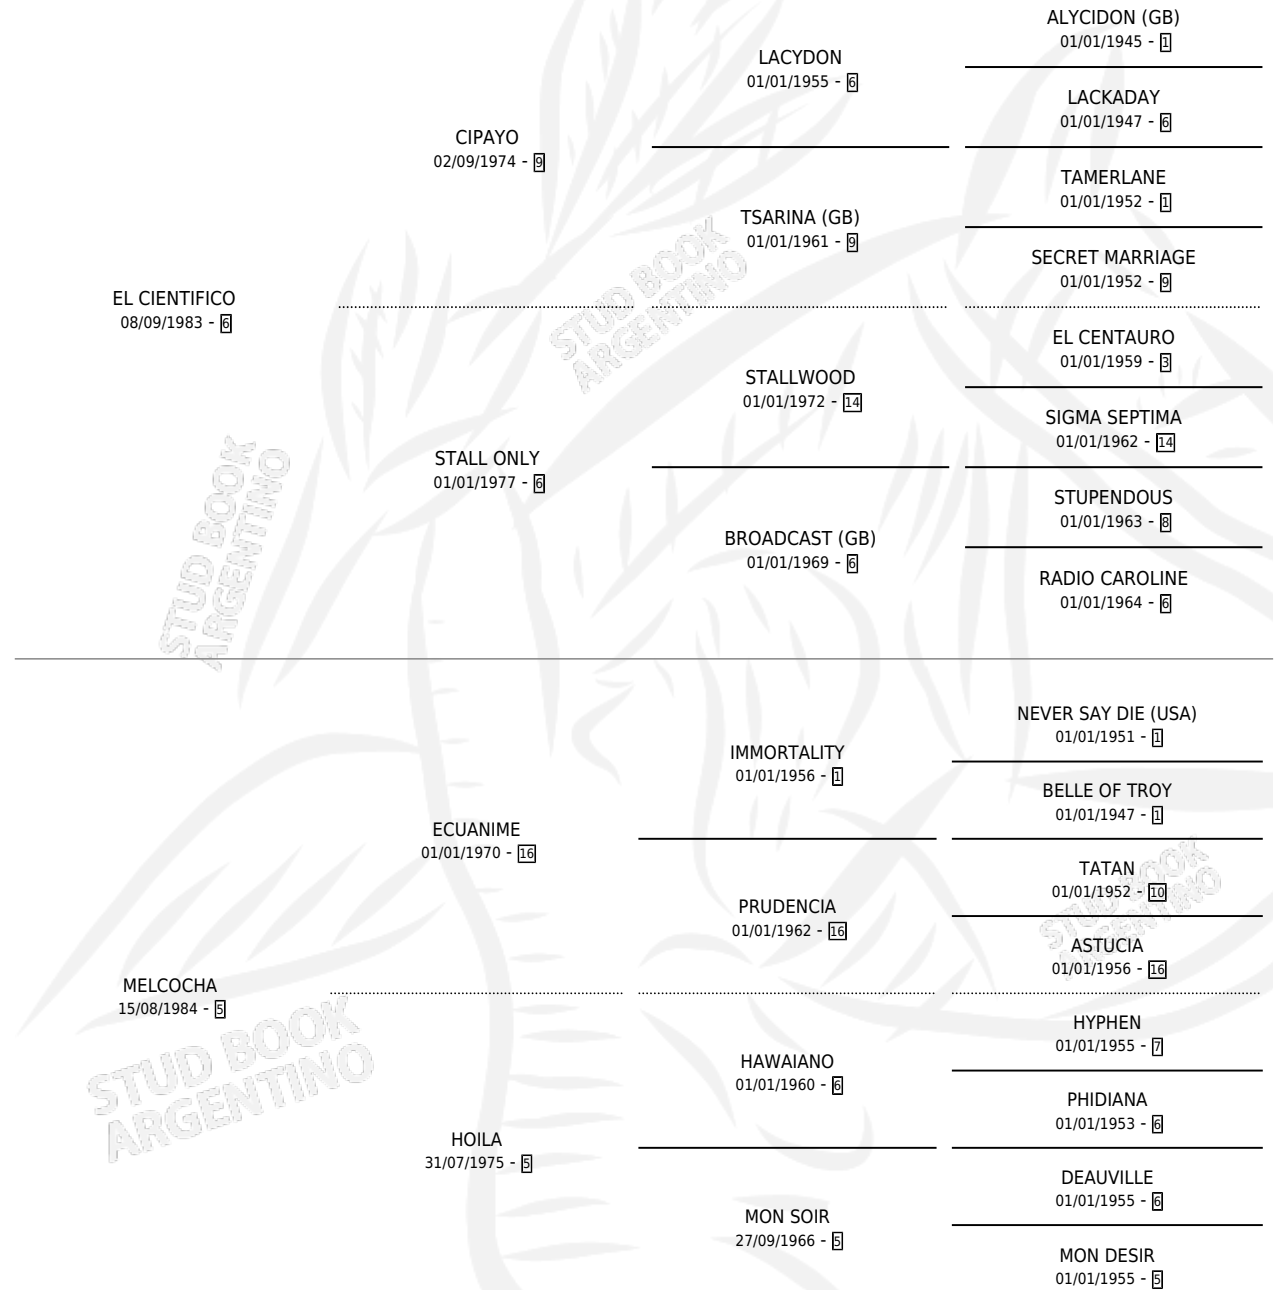 ALYCIDON (GB)
01/01/1945 - 1
LACYDON
01/01/1955 - 6
LACKADAY
01/01/1947 - 6
CIPAYO
02/09/1974 - 9
TAMERLANE
01/01/1952 - 1
TSARINA (GB)
01/01/1961 - 9
SECRET MARRIAGE
01/01/1952 - 9
EL CIENTIFICO
08/09/1983 - 6
EL CENTAURO
01/01/1959 - 3
STALLWOOD
01/01/1972 - 14
SIGMA SEPTIMA
01/01/1962 - 14
STALL ONLY
01/01/1977 - 6
STUPENDOUS
01/01/1963 - 8
BROADCAST (GB)
01/01/1969 - 6
RADIO CAROLINE
01/01/1964 - 6
STUD BOOK
ARGENTINO
STUD BOOK
ARGENTINO
NEVER SAY DIE (USA)
01/01/1951 - 1
IMMORTALITY
01/01/1956 - 1
BELLE OF TROY
01/01/1947 - 1
ECUANIME
01/01/1970 - 16
TATAN
01/01/1952 - 10
PRUDENCIA
01/01/1962 - 16
ASTUCIA
01/01/1956 - 16
MELCOCHA
15/08/1984 - 5
HYPHEN
01/01/1955 - 7
HAWAIANO
01/01/1960 - 6
PHIDIANA
01/01/1953 - 6
HOILA
31/07/1975 - 5
DEAUVILLE
01/01/1955 - 6
MON SOIR
27/09/1966 - 5
MON DESIR
01/01/1955 - 5
STUD BOOK
ARGENTINO
STUD BOOK
ARGENTINO